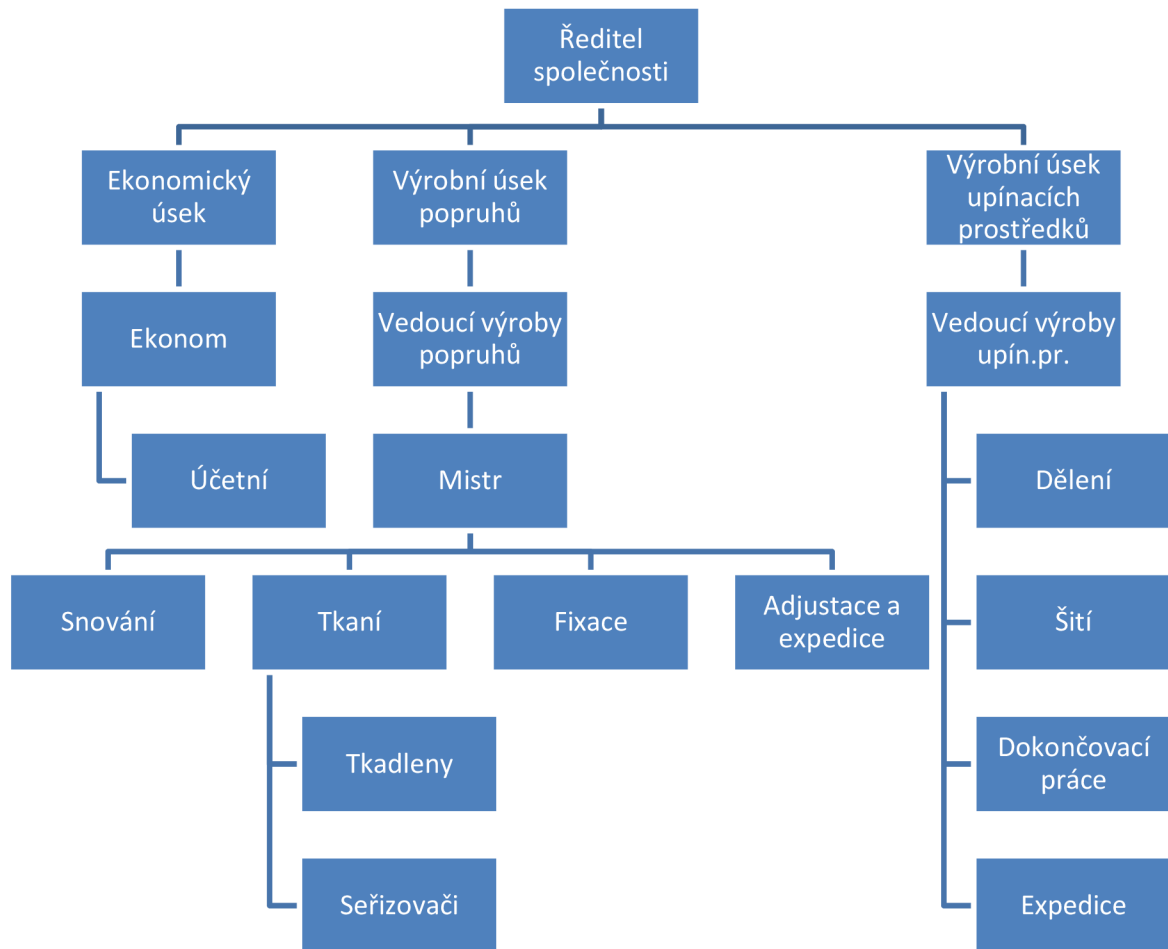 Ředitel
společnosti
Ekonomický
úsek
Výrobní úsek
popruhů
Výrobní úsek
upínacích
prostředků
Ekonom
Vedoucí výroby
popruhů
Vedoucí výroby
upín.pr.
Účetní
Mistr
Dělení
Snování
Tkaní
Fixace
Adjustace a
expedice
Šití
Tkadleny
Dokončovací
práce
Seřizovači
Expedice